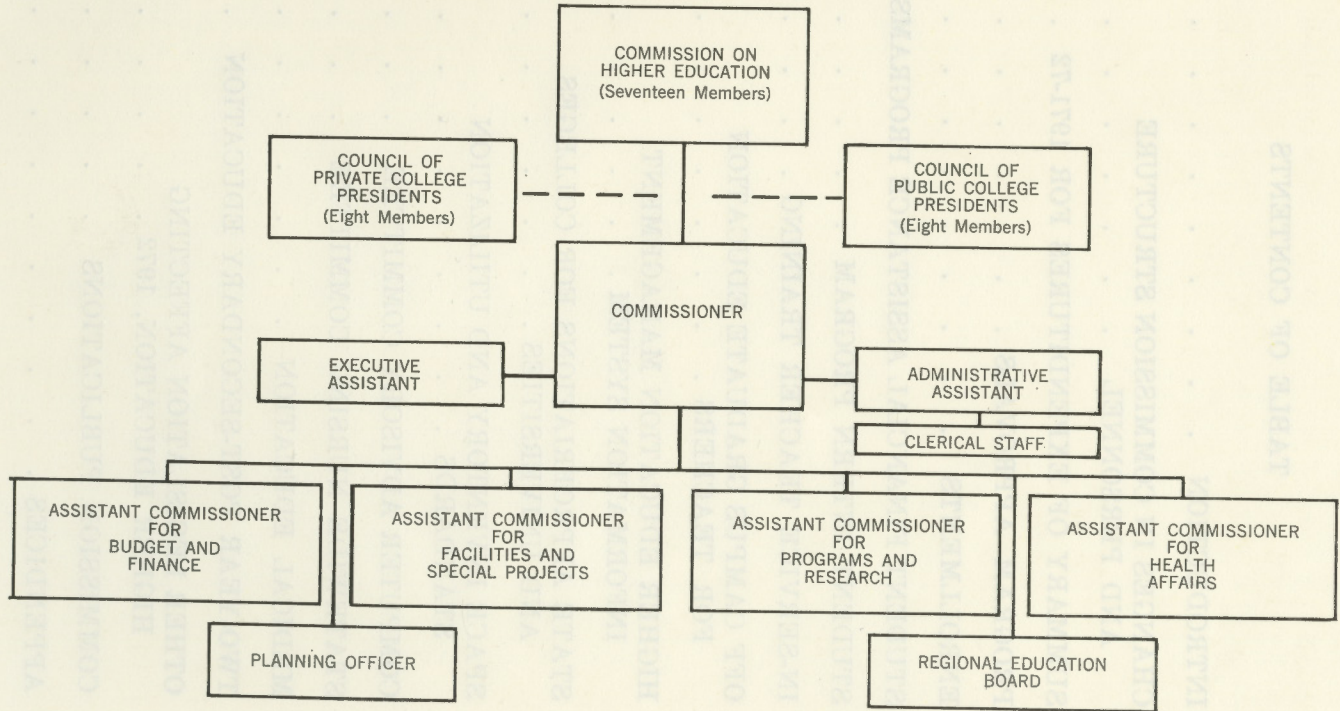 COMMISSION ON
HIGHER EDUCATION
(Seventeen Members)
COUNCIL OF
PRIVATE COLLEGE
PRESIDENTS
(Eight Members)
COUNCIL OF
PUBLIC COLLEGE
PRESIDENTS
(Eight Members)
COMMISSIONER
EXECUTIVE
ASSISTANT
ADMINISTRATIVE
ASSISTANT
CLERICAL STAFF
ASSISTANT COMMISSIONER
FOR
BUDGET AND
FINANCE
ASSISTANT COMMISSIONER
FOR
FACILITIES AND
SPECIAL PROJECTS
ASSISTANT COMMISSIONER
FOR
PROGRAMS AND
RESEARCH
ASSISTANT COMMISSIONER
FOR
HEALTH
AFFAIRS
PLANNING OFFICER
REGIONAL EDUCATION
BOARD